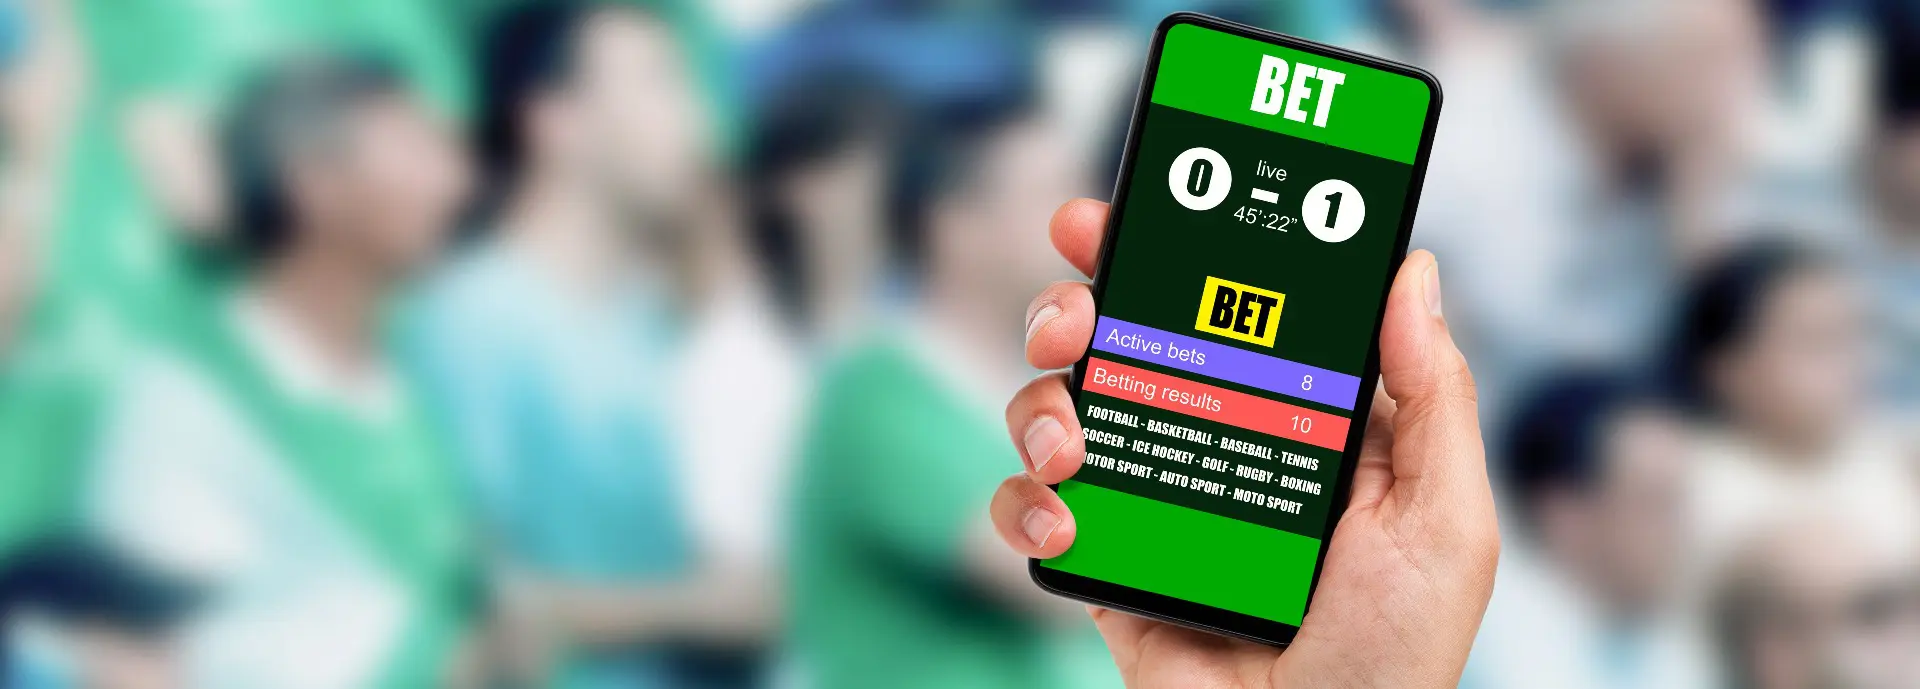 BET
live
0 - 1
45':22"
BET
Active bets 8
Betting results 10
FOOTBALL - BASKETBALL - BASEBALL - TENNIS
SOCCER - ICE HOCKEY - GOLF - RUGBY - BOXING
OTOR SPORT - AUTO SPORT - MOTO SPORT